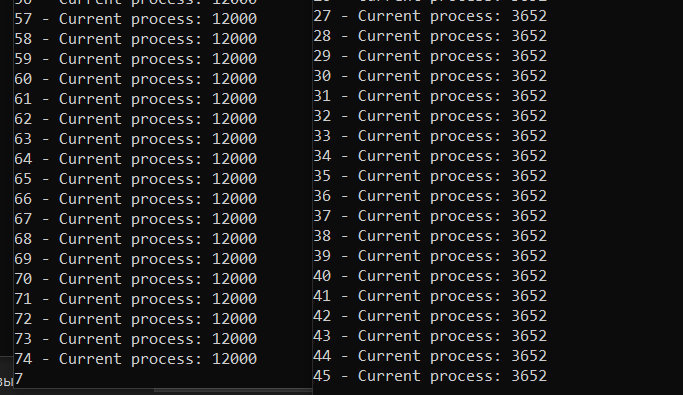 56 - Current process: 12000
57 - Current process: 12000
58 - Current process: 12000
59 - Current process: 12000
60 - Current process: 12000
61 - Current process: 12000
62 - Current process: 12000
63 - Current process: 12000
64 - Current process: 12000
65 - Current process: 12000
66 - Current process: 12000
67 - Current process: 12000
68 - Current process: 12000
69 - Current process: 12000
70 - Current process: 12000
71 - Current process: 12000
72 - Current process: 12000
73 - Current process: 12000
74 - Current process: 12000
7
вы
27 - Current process: 3652
28 - Current process: 3652
29 - Current process: 3652
30 - Current process: 3652
31 - Current process: 3652
32 - Current process: 3652
33 - Current process: 3652
34 - Current process: 3652
35 - Current process: 3652
36 - Current process: 3652
37 - Current process: 3652
38 - Current process: 3652
39 - Current process: 3652
40 - Current process: 3652
41 - Current process: 3652
42 - Current process: 3652
43 - Current process: 3652
44 - Current process: 3652
45 - Current process: 3652